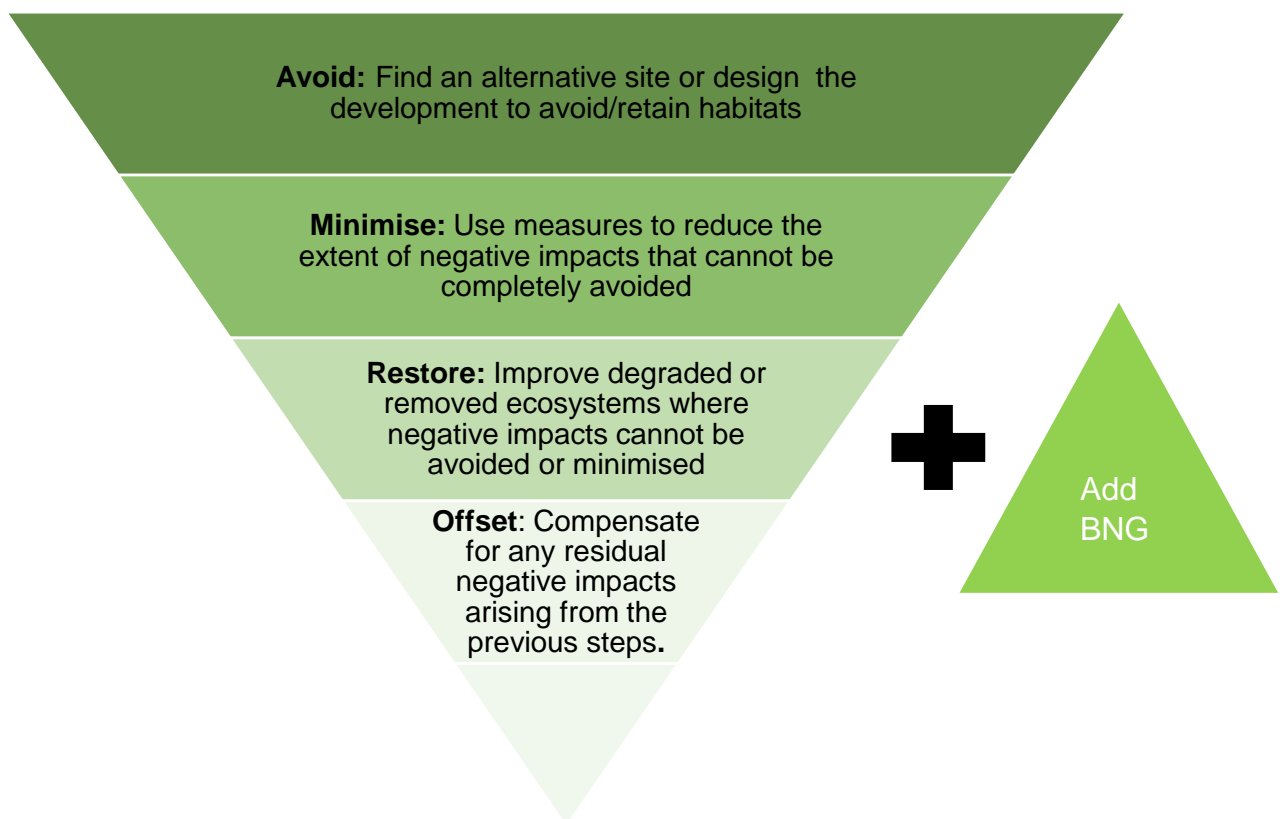 Avoid: Find an alternative site or design the
development to avoid/retain habitats
Minimise: Use measures to reduce the
extent of negative impacts that cannot be
completely avoided
Restore: Improve degraded or
removed ecosystems where
negative impacts cannot be
avoided or minimised
Offset: Compensate
for any residual
negative impacts
arising from the
previous steps.
Add
BNG